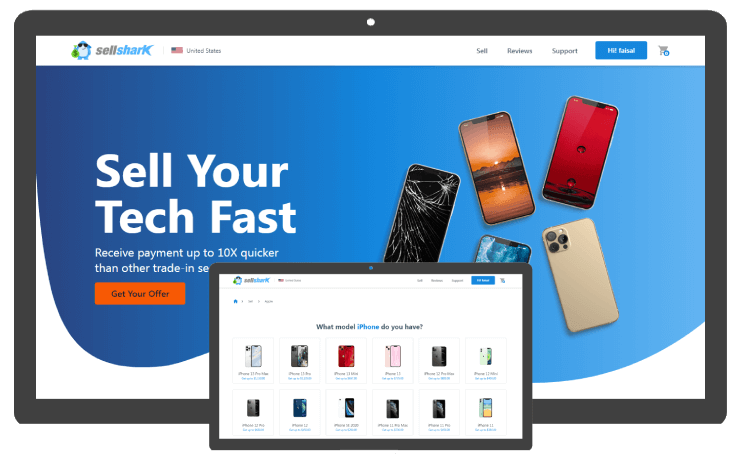 sellshark
United States
Sell
Reviews
Support
Hi! faisal
Sell Your
Tech Fast
Receive payment up to 10X quicker
than other trade-in
Get Your Offer
sellshark
United States
Sell
Reviews
Support
Hi! faisal
Sell
Apple
What model iPhone do you have?
iPhone 13 Pro Max
iPhone 13 Pro
iPhone 13 Mini
iPhone 13
iPhone 12 Pro Max
iPhone 12 Mini
iPhone 12 Pro
iPhone 12
iPhone SE 2020
iPhone 11 Pro Max
iPhone 11 Pro
iPhone 11